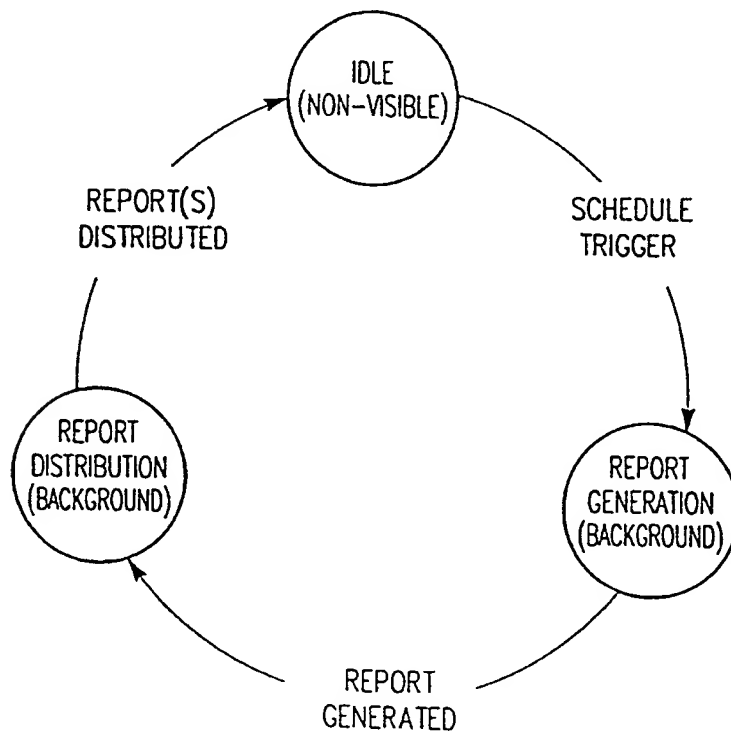 IDLE
(NON-VISIBLE)
REPORT(S)
DISTRIBUTED
SCHEDULE
TRIGGER
REPORT
DISTRIBUTION
(BACKGROUND)
REPORT
GENERATION
(BACKGROUND)
REPORT
GENERATED